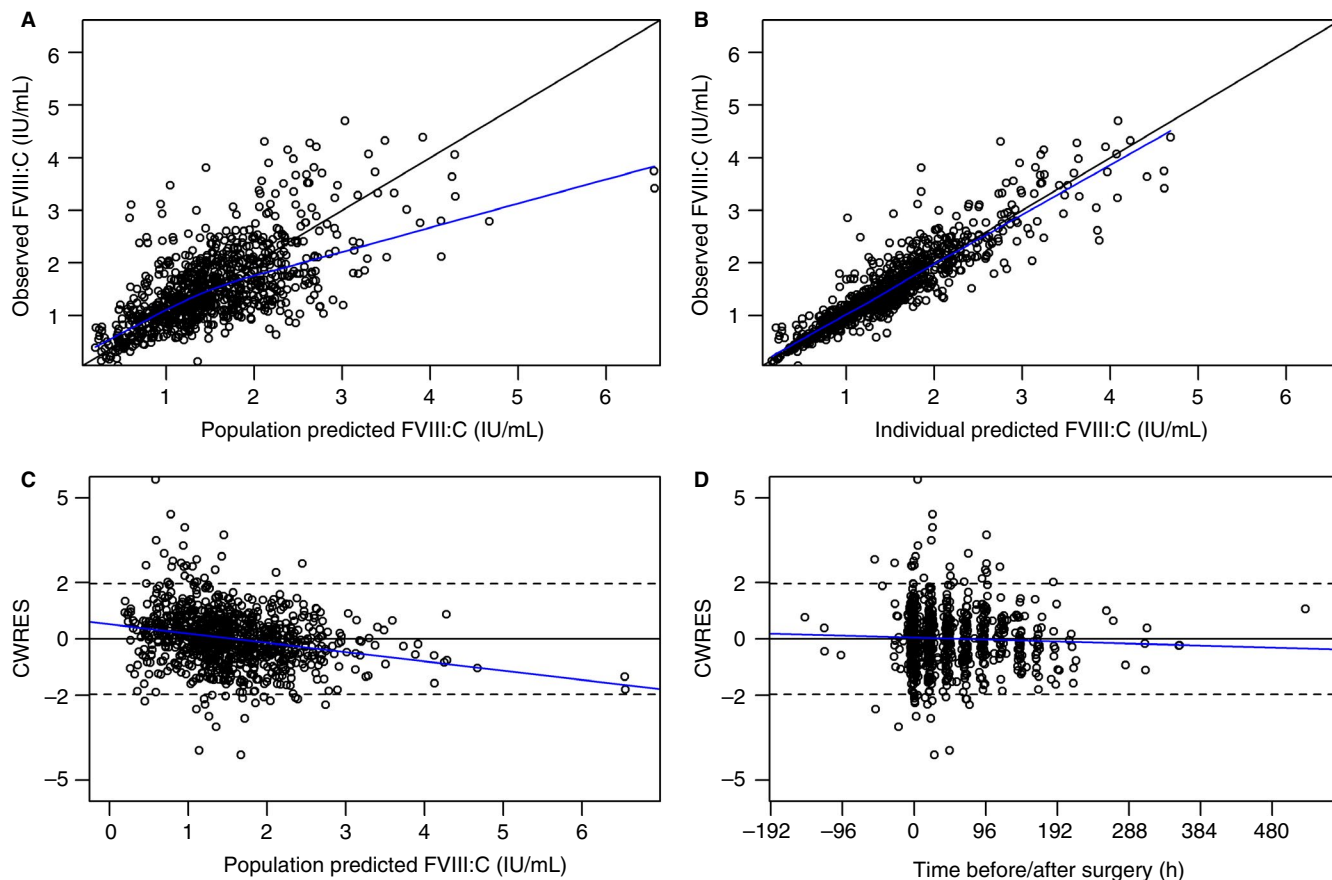 A
Observed FVIII:C (IU/mL)
6
5
4
3
2
1
1 2 3 4 5 6
Population predicted FVIII:C (IU/mL)
B
Observed FVIII:C (IU/mL)
6
5
4
3
2
1
1 2 3 4 5 6
Individual predicted FVIII:C (IU/mL)
C
CWRES
5
2
0
−2
−5
0 1 2 3 4 5 6
Population predicted FVIII:C (IU/mL)
D
CWRES
5
2
0
−2
−5
−192 −96 0 96 192 288 384 480
Time before/after surgery (h)